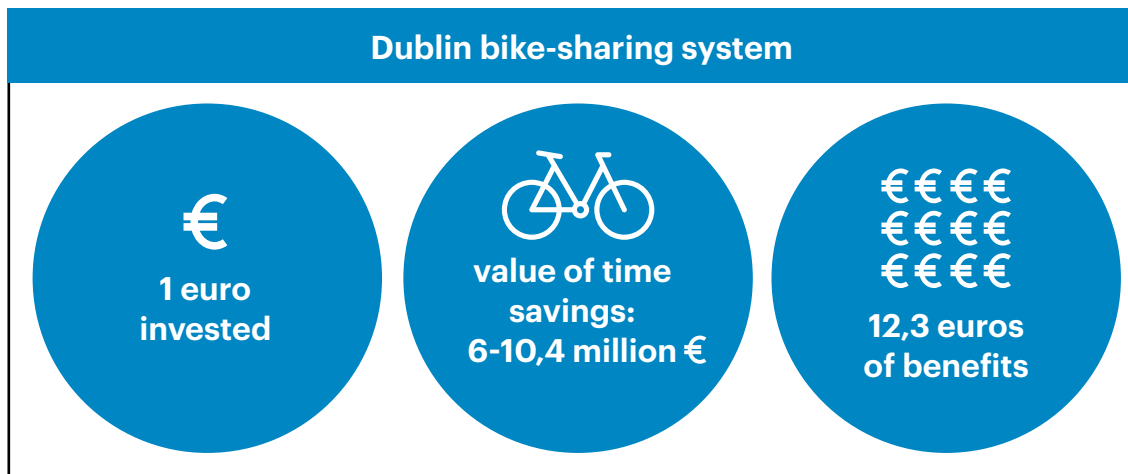 Dublin bike-sharing system
€
1 euro
invested
value of time
savings:
6-10,4 million €
€ € € €
€ € € €
€ € € €
12,3 euros
of benefits